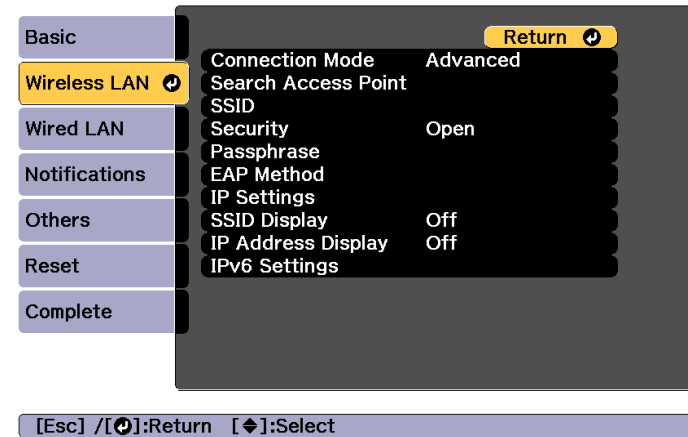 Basic
Wireless LAN
Wired LAN
Notifications
Others
Reset
Complete
Return
Connection Mode Advanced
Search Access Point
SSID
Security Open
Passphrase
EAP Method
IP Settings
SSID Display Off
IP Address Display Off
IPv6 Settings
[Esc] /[↵]:Return [◆]:Select